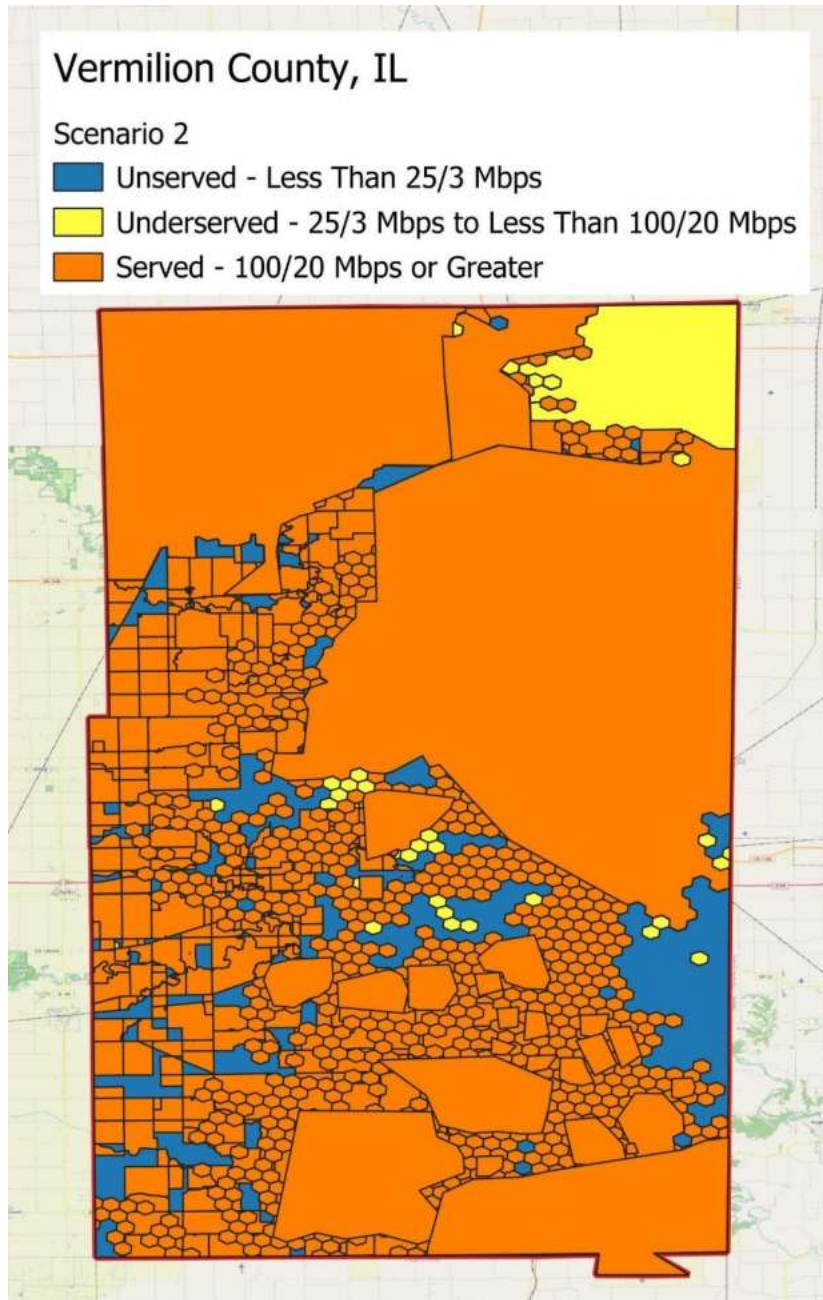 Vermilion County, IL
Scenario 2
Unserved - Less Than 25/3 Mbps
Underserved - 25/3 Mbps to Less Than 100/20 Mbps
Served - 100/20 Mbps or Greater